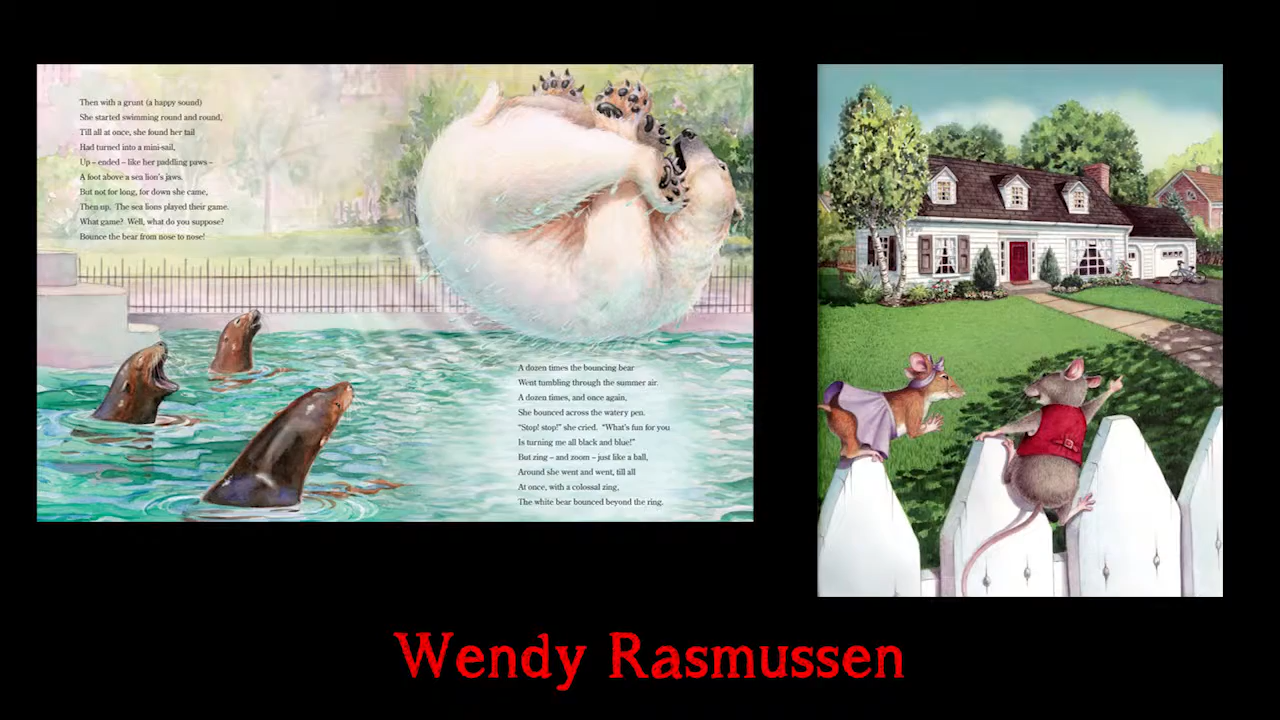 Then with a grunt (a happy sound)
She started swimming round and round,
Till all at once, she found her tail
Had turned into a mini-sail,
Up – ended – like her paddling paws –
A foot above a sea lion's jaws.
But not for long, for down she came,
Then up.  The sea lions played their game.
What game?  Well, what do you suppose?
Bounce the bear from nose to nose!
A dozen times the bouncing bear
Went tumbling through the summer air.
A dozen times, and once again,
She bounced across the watery pen.
"Stop! stop!" she cried.  "What's fun for you
Is turning me all black and blue!"
But zing – and zoom – just like a ball,
Around she went and went, till all
At once, with a colossal zing,
The white bear bounced beyond the ring.
Wendy Rasmussen